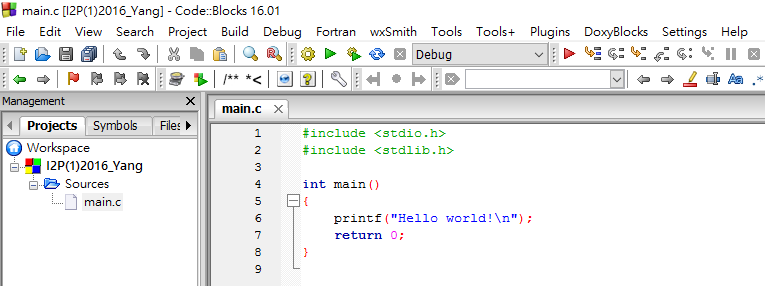 main.c [I2P(1)2016_Yang] - Code::Blocks 16.01
File Edit View Search Project Build Debug Fortran wxSmith Tools Tools+ Plugins DoxyBlocks Settings Help
Debug
/** *<
Aa .*
Management
Projects Symbols Files
Workspace
I2P(1)2016_Yang
Sources
main.c
main.c
1 #include <stdio.h>
2 #include <stdlib.h>
3
4 int main()
5 {
6 printf("Hello world!\n");
7 return 0;
8 }
9